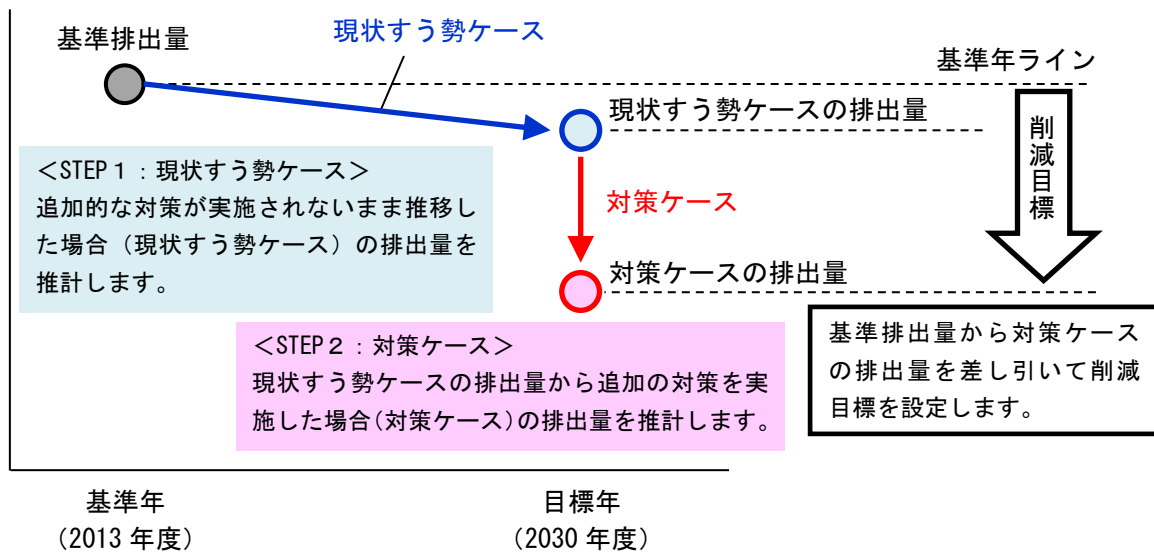 基準排出量
現状すう勢ケース
基準年ライン
現状すう勢ケースの排出量
削減目標
＜STEP１：現状すう勢ケース＞
追加的な対策が実施されないまま推移し
た場合（現状すう勢ケース）の排出量を
推計します。
対策ケース
対策ケースの排出量
＜STEP２：対策ケース＞
現状すう勢ケースの排出量から追加の対策を実
施した場合(対策ケース)の排出量を推計します。
基準排出量から対策ケース
の排出量を差し引いて削減
目標を設定します。
基準年
（2013 年度）
目標年
（2030 年度）